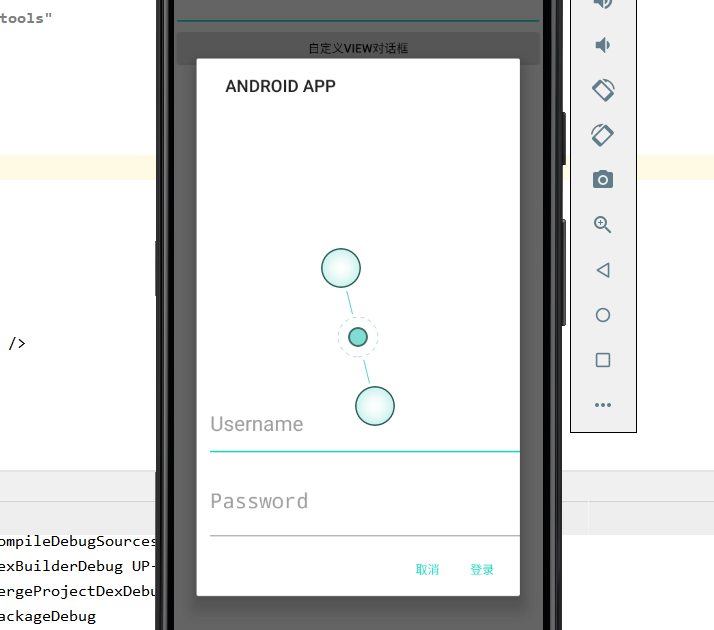 tools"
自定义VIEW对话框
ANDROID APP
/>
Username
Password
ompileDebugSources
exBuilderDebug UP-
ergeProjectDexDebu
ackageDebug
取消 登录